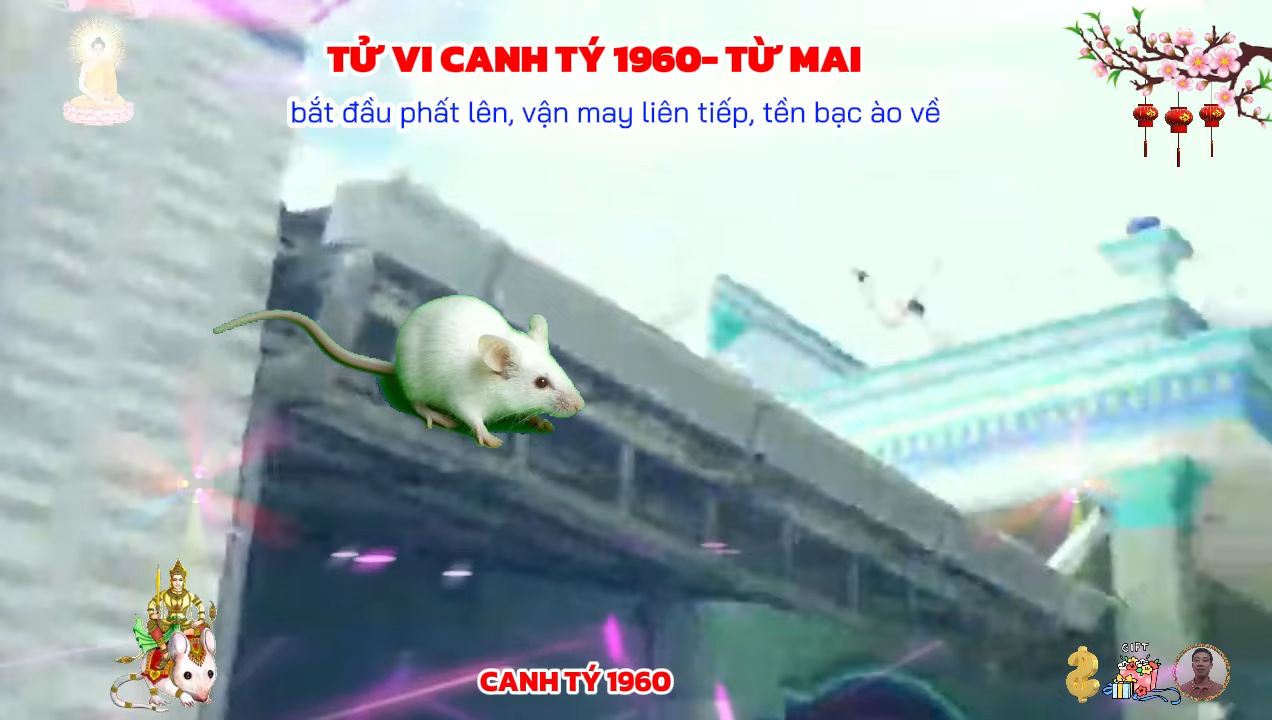 TỬ VI CANH TÝ 1960- TỪ MAI
bắt đầu phất lên, vận may liên tiếp, tền bạc ào về
GIFT
CANH TÝ 1960